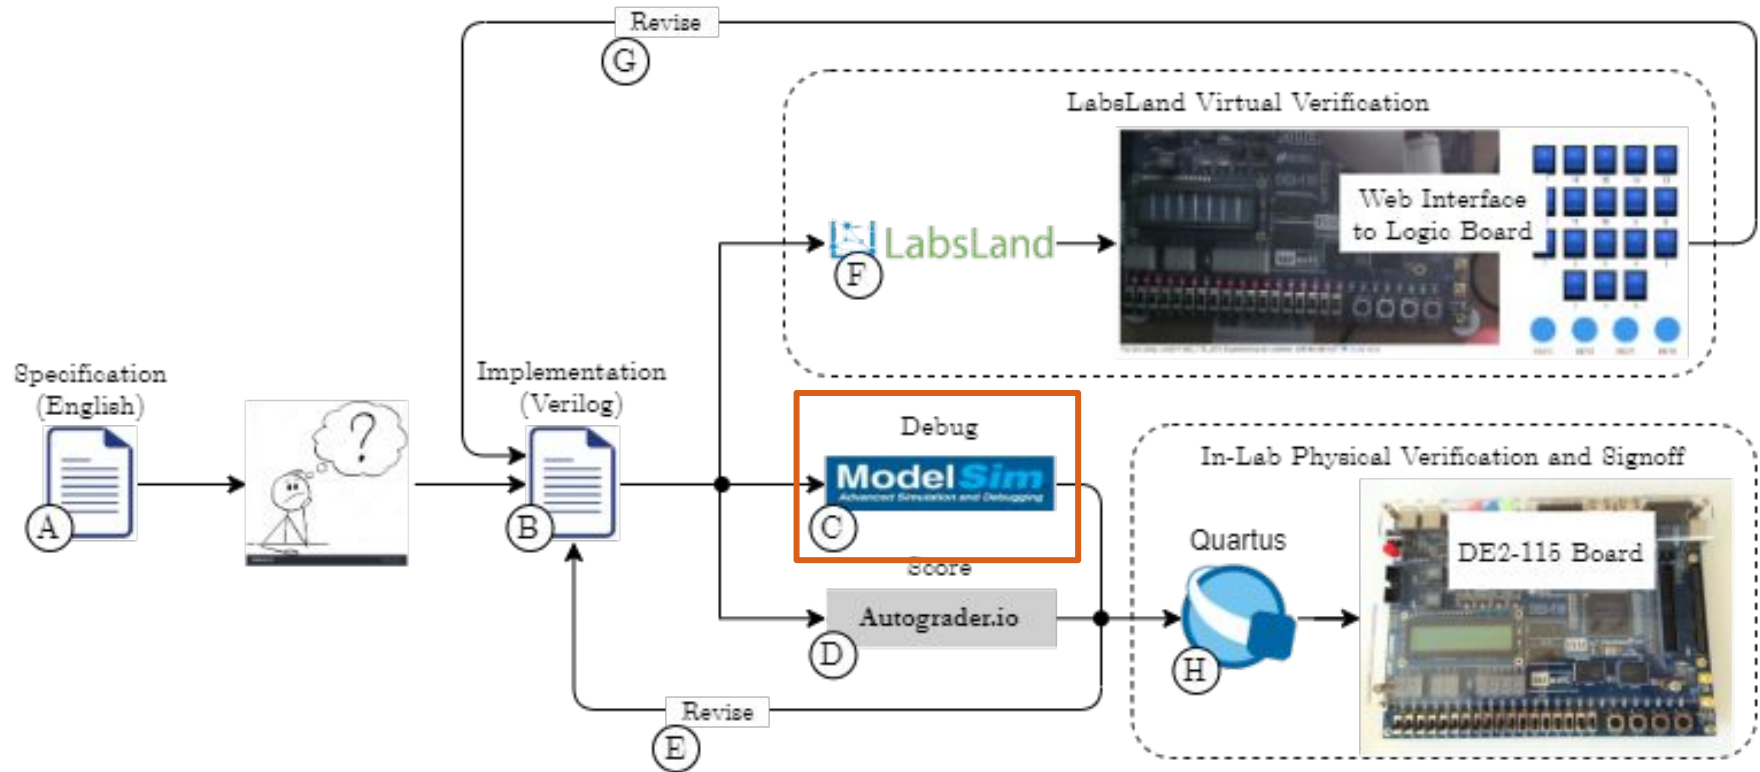 Revise
G
LabsLand Virtual Verification
Web Interface
to Logic Board
LabsLand
F
Specification
(English)
Implementation
(Verilog)
Debug
ModelSim
Advanced Simulation and Debugging
In-Lab Physical Verification and Signoff
?
A
B
C
Quartus
DE2-115 Board
Score
Autograder.io
D
H
Revise
E